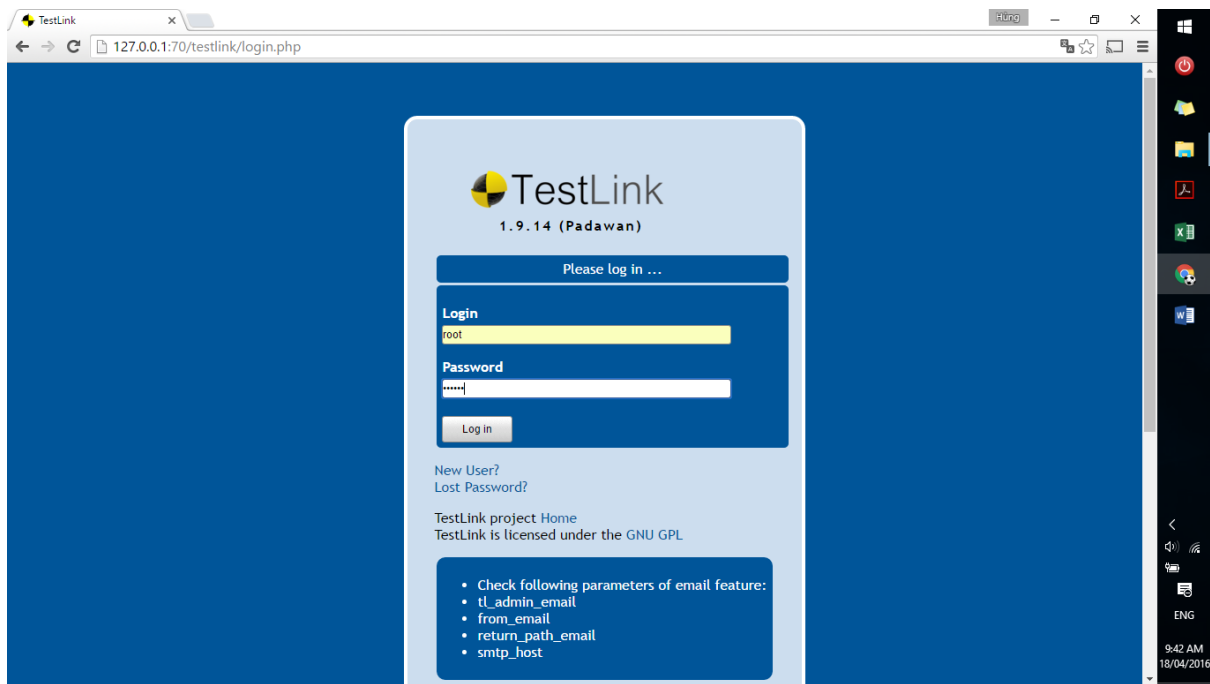 TestLink
Hùng
127.0.0.1:70/testlink/login.php
TestLink
1.9.14 (Padawan)
Please log in ...
Login
root
Password
••••••
Log in
New User?
Lost Password?
TestLink project Home
TestLink is licensed under the GNU GPL
• Check following parameters of email feature:
• tl_admin_email
• from_email
• return_path_email
• smtp_host
ENG
9:42 AM
18/04/2016